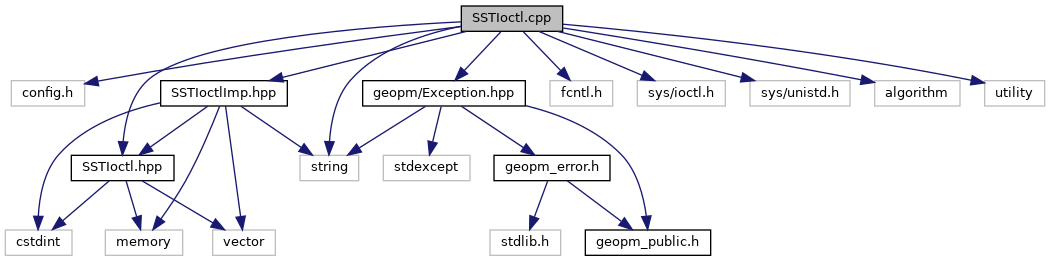 SSTIoctl.cpp
config.h
SSTIoctlImp.hpp
geopm/Exception.hpp
fcntl.h
sys/ioctl.h
sys/unistd.h
algorithm
utility
SSTIoctl.hpp
string
stdexcept
geopm_error.h
cstdint
memory
vector
stdlib.h
geopm_public.h